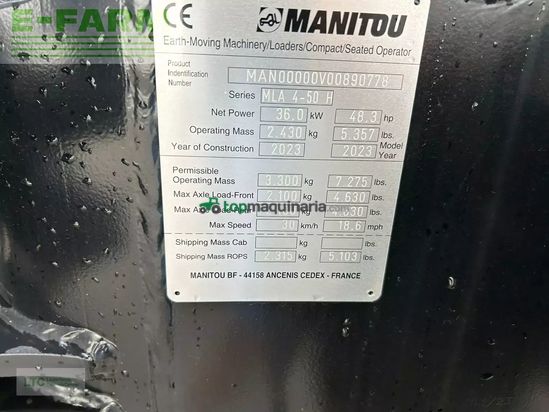 E-FARM
CE MANITOU
Earth-Moving Machinery/Loaders/Compact/Seated Operator
Product
Indentification
Number MAN00000V00890778
Series MLA 4-50 H
Net Power 36.0 kW 48.3 hp
Operating Mass 2.430 kg 5.357 lbs.
Year of Construction 2023 2023 Model Year
Permissible
Operating Mass 3.300 kg 7.275 lbs.
Max Axle Load-Front kg 4.630 lbs.
Max lbs.
topmaquinaria.com
Max Speed 30 km/h 18.6 mph
Shipping Mass Cab kg lbs.
Shipping Mass ROPS 2.315 kg 5.103 lbs.
MANITOU BF - 44158 ANCENIS CEDEX - FRANCE
LTC